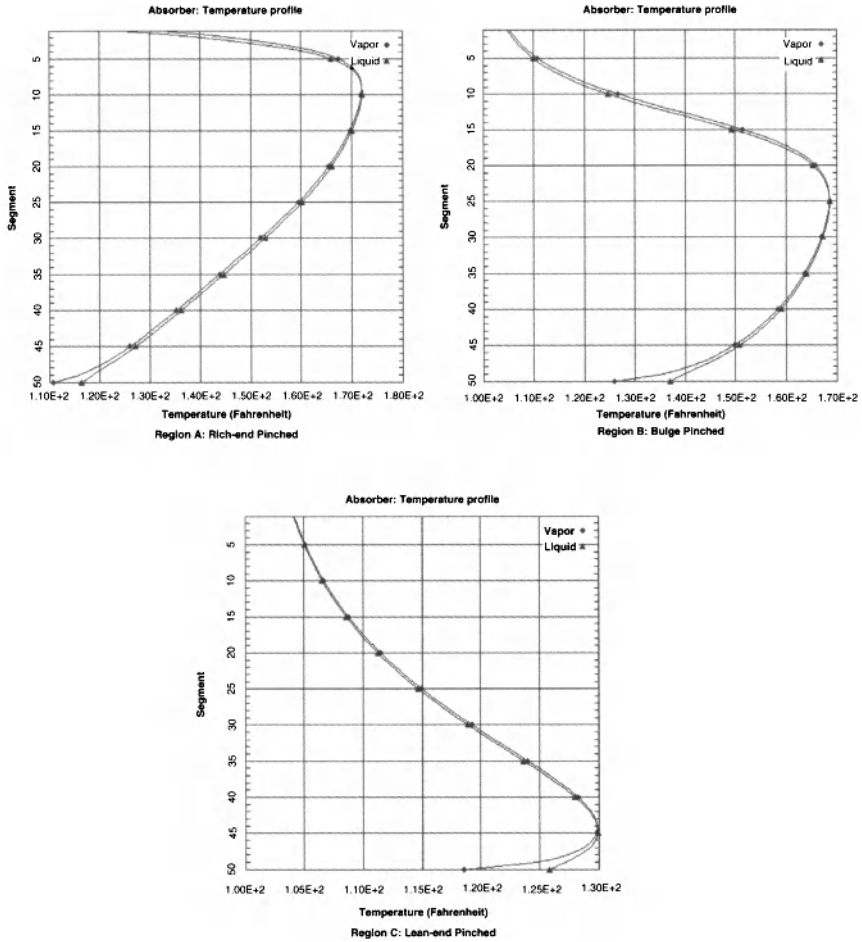 Absorber: Temperature profile
Vapor
Liquid
Segment
5
10
15
20
25
30
35
40
45
50
1.10E+2 1.20E+2 1.30E+2 1.40E+2 1.50E+2 1.60E+2 1.70E+2 1.80E+2
Temperature (Fahrenheit)
Region A: Rich-end Pinched
Absorber: Temperature profile
Vapor
Liquid
Segment
5
10
15
20
25
30
35
40
45
50
1.00E+2 1.10E+2 1.20E+2 1.30E+2 1.40E+2 1.50E+2 1.60E+2 1.70E+2
Temperature (Fahrenheit)
Region B: Bulge Pinched
Absorber: Temperature profile
Vapor
Liquid
Segment
5
10
15
20
25
30
35
40
45
50
1.00E+2 1.05E+2 1.10E+2 1.15E+2 1.20E+2 1.25E+2 1.30E+2
Temperature (Fahrenheit)
Region C: Lean-end Pinched